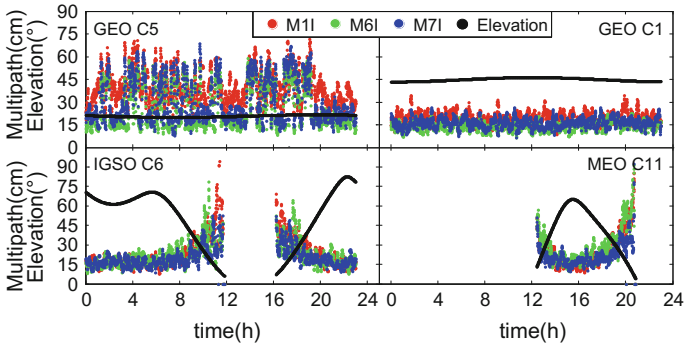 M1I M6I M7I Elevation
GEO C5
GEO C1
Multipath(cm)
Elevation(°)
90
75
60
45
30
15
0
IGSO C6
MEO C11
Multipath(cm)
Elevation(°)
90
75
60
45
30
15
0
0 4 8 12 16 20 24
0 4 8 12 16 20 24
time(h)
time(h)